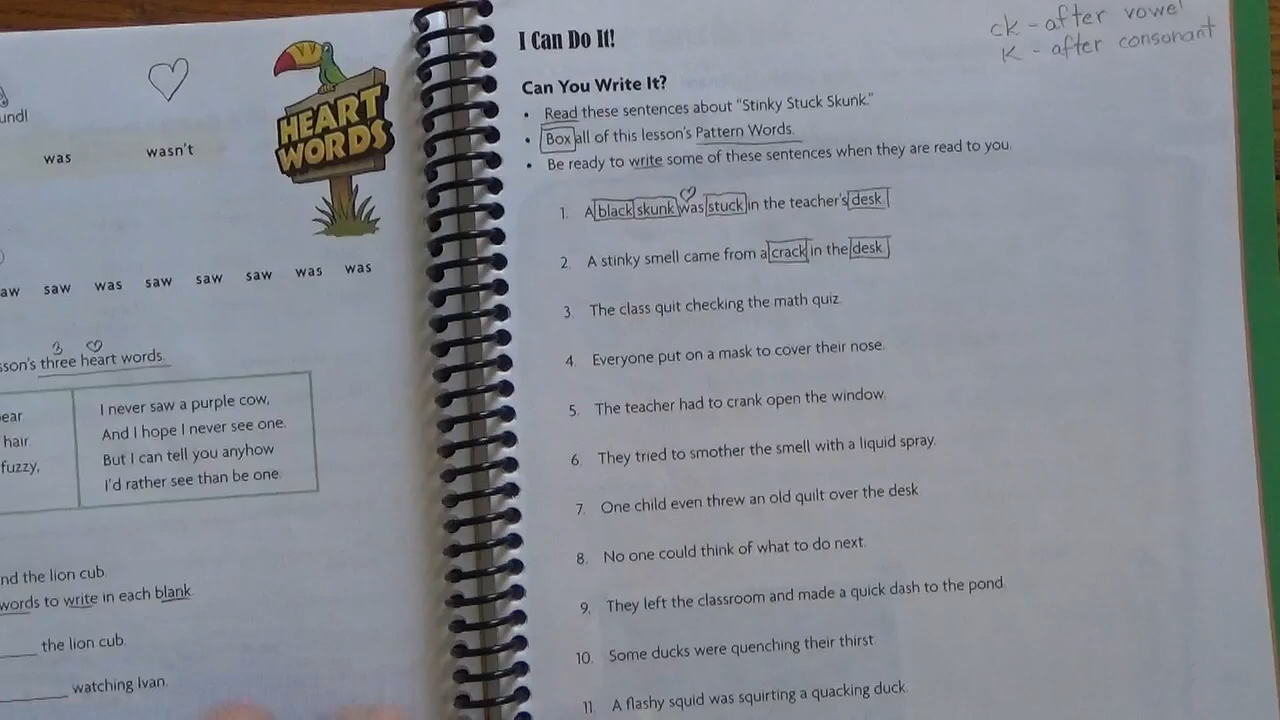 was wasn't
HEART
WORDS
saw saw was saw saw saw was was
3
three heart words.
I never saw a purple cow,
hair. And I hope I never see one.
fuzzy, But I can tell you anyhow
I'd rather see than be one.
the lion cub.
words to write in each blank.
the lion cub.
watching Ivan.
ck - after vowel
k - after consonant
I Can Do It!
Can You Write It?
• Read these sentences about "Stinky Stuck Skunk."
• Box all of this lesson's Pattern Words.
• Be ready to write some of these sentences when they are read to you.
1. A black skunk was stuck in the teacher's desk.
2. A stinky smell came from a crack in the desk.
3. The class quit checking the math quiz.
4. Everyone put on a mask to cover their nose.
5. The teacher had to crank open the window.
6. They tried to smother the smell with a liquid spray.
7. One child even threw an old quilt over the desk.
8. No one could think of what to do next.
9. They left the classroom and made a quick dash to the pond.
10. Some ducks were quenching their thirst.
11. A flashy squid was squirting a quacking duck.